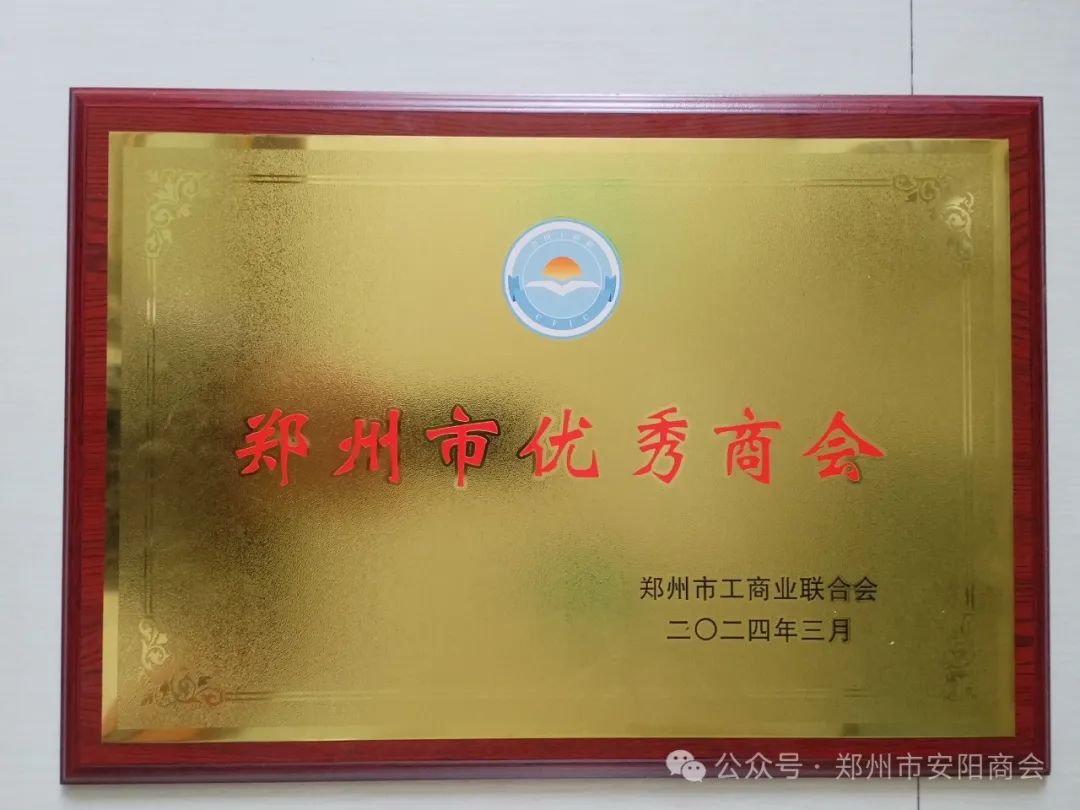 CFIC
郑州市优秀商会
郑州市工商业联合会
二〇二四年三月
公众号·郑州市安阳商会